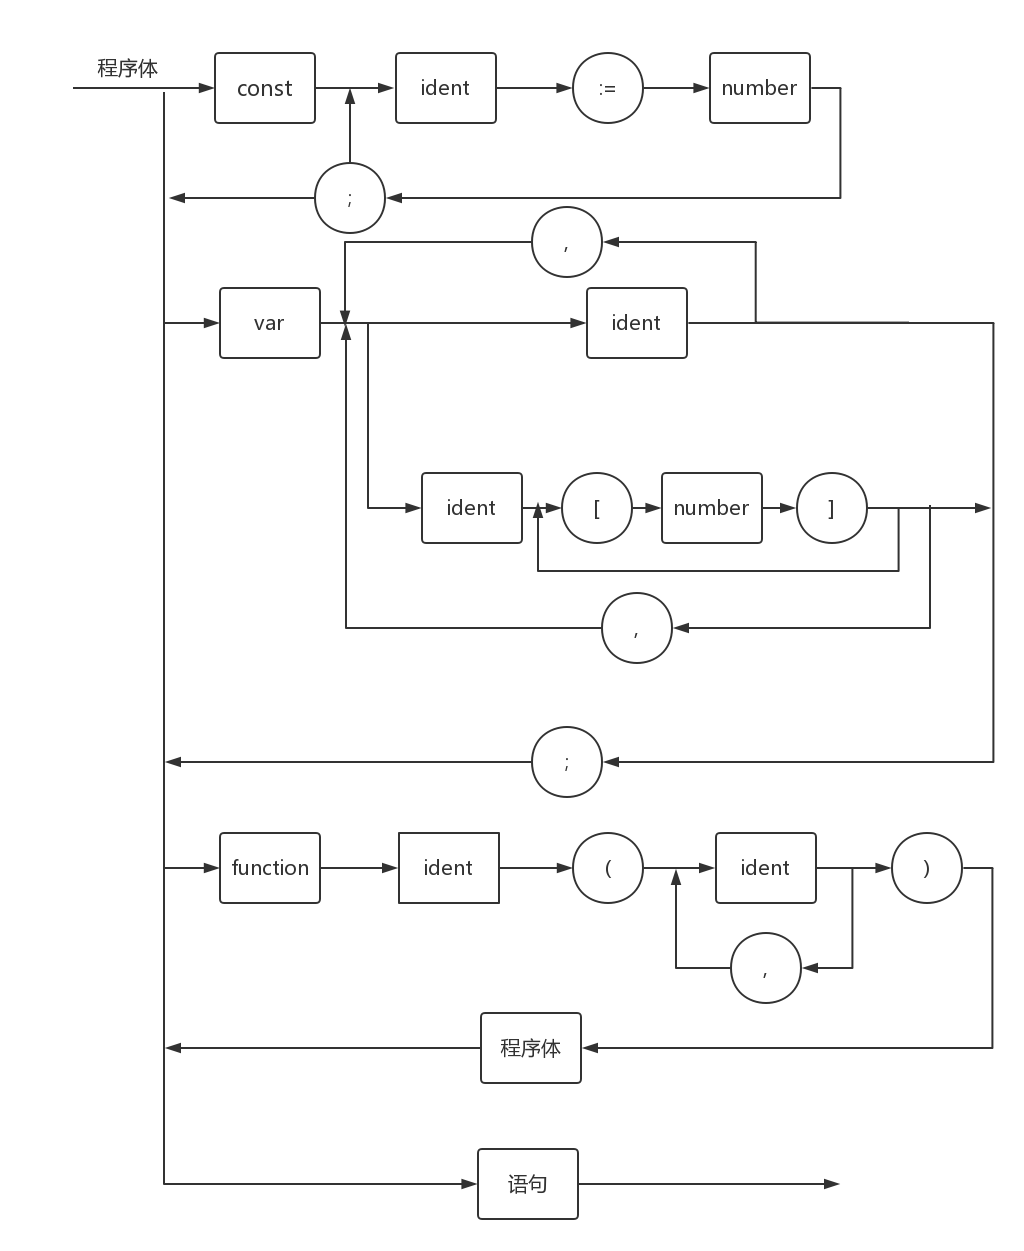 程序体
const ident := number
;
,
var ident
ident [ number ]
,
;
function ident ( ident )
,
程序体
语句